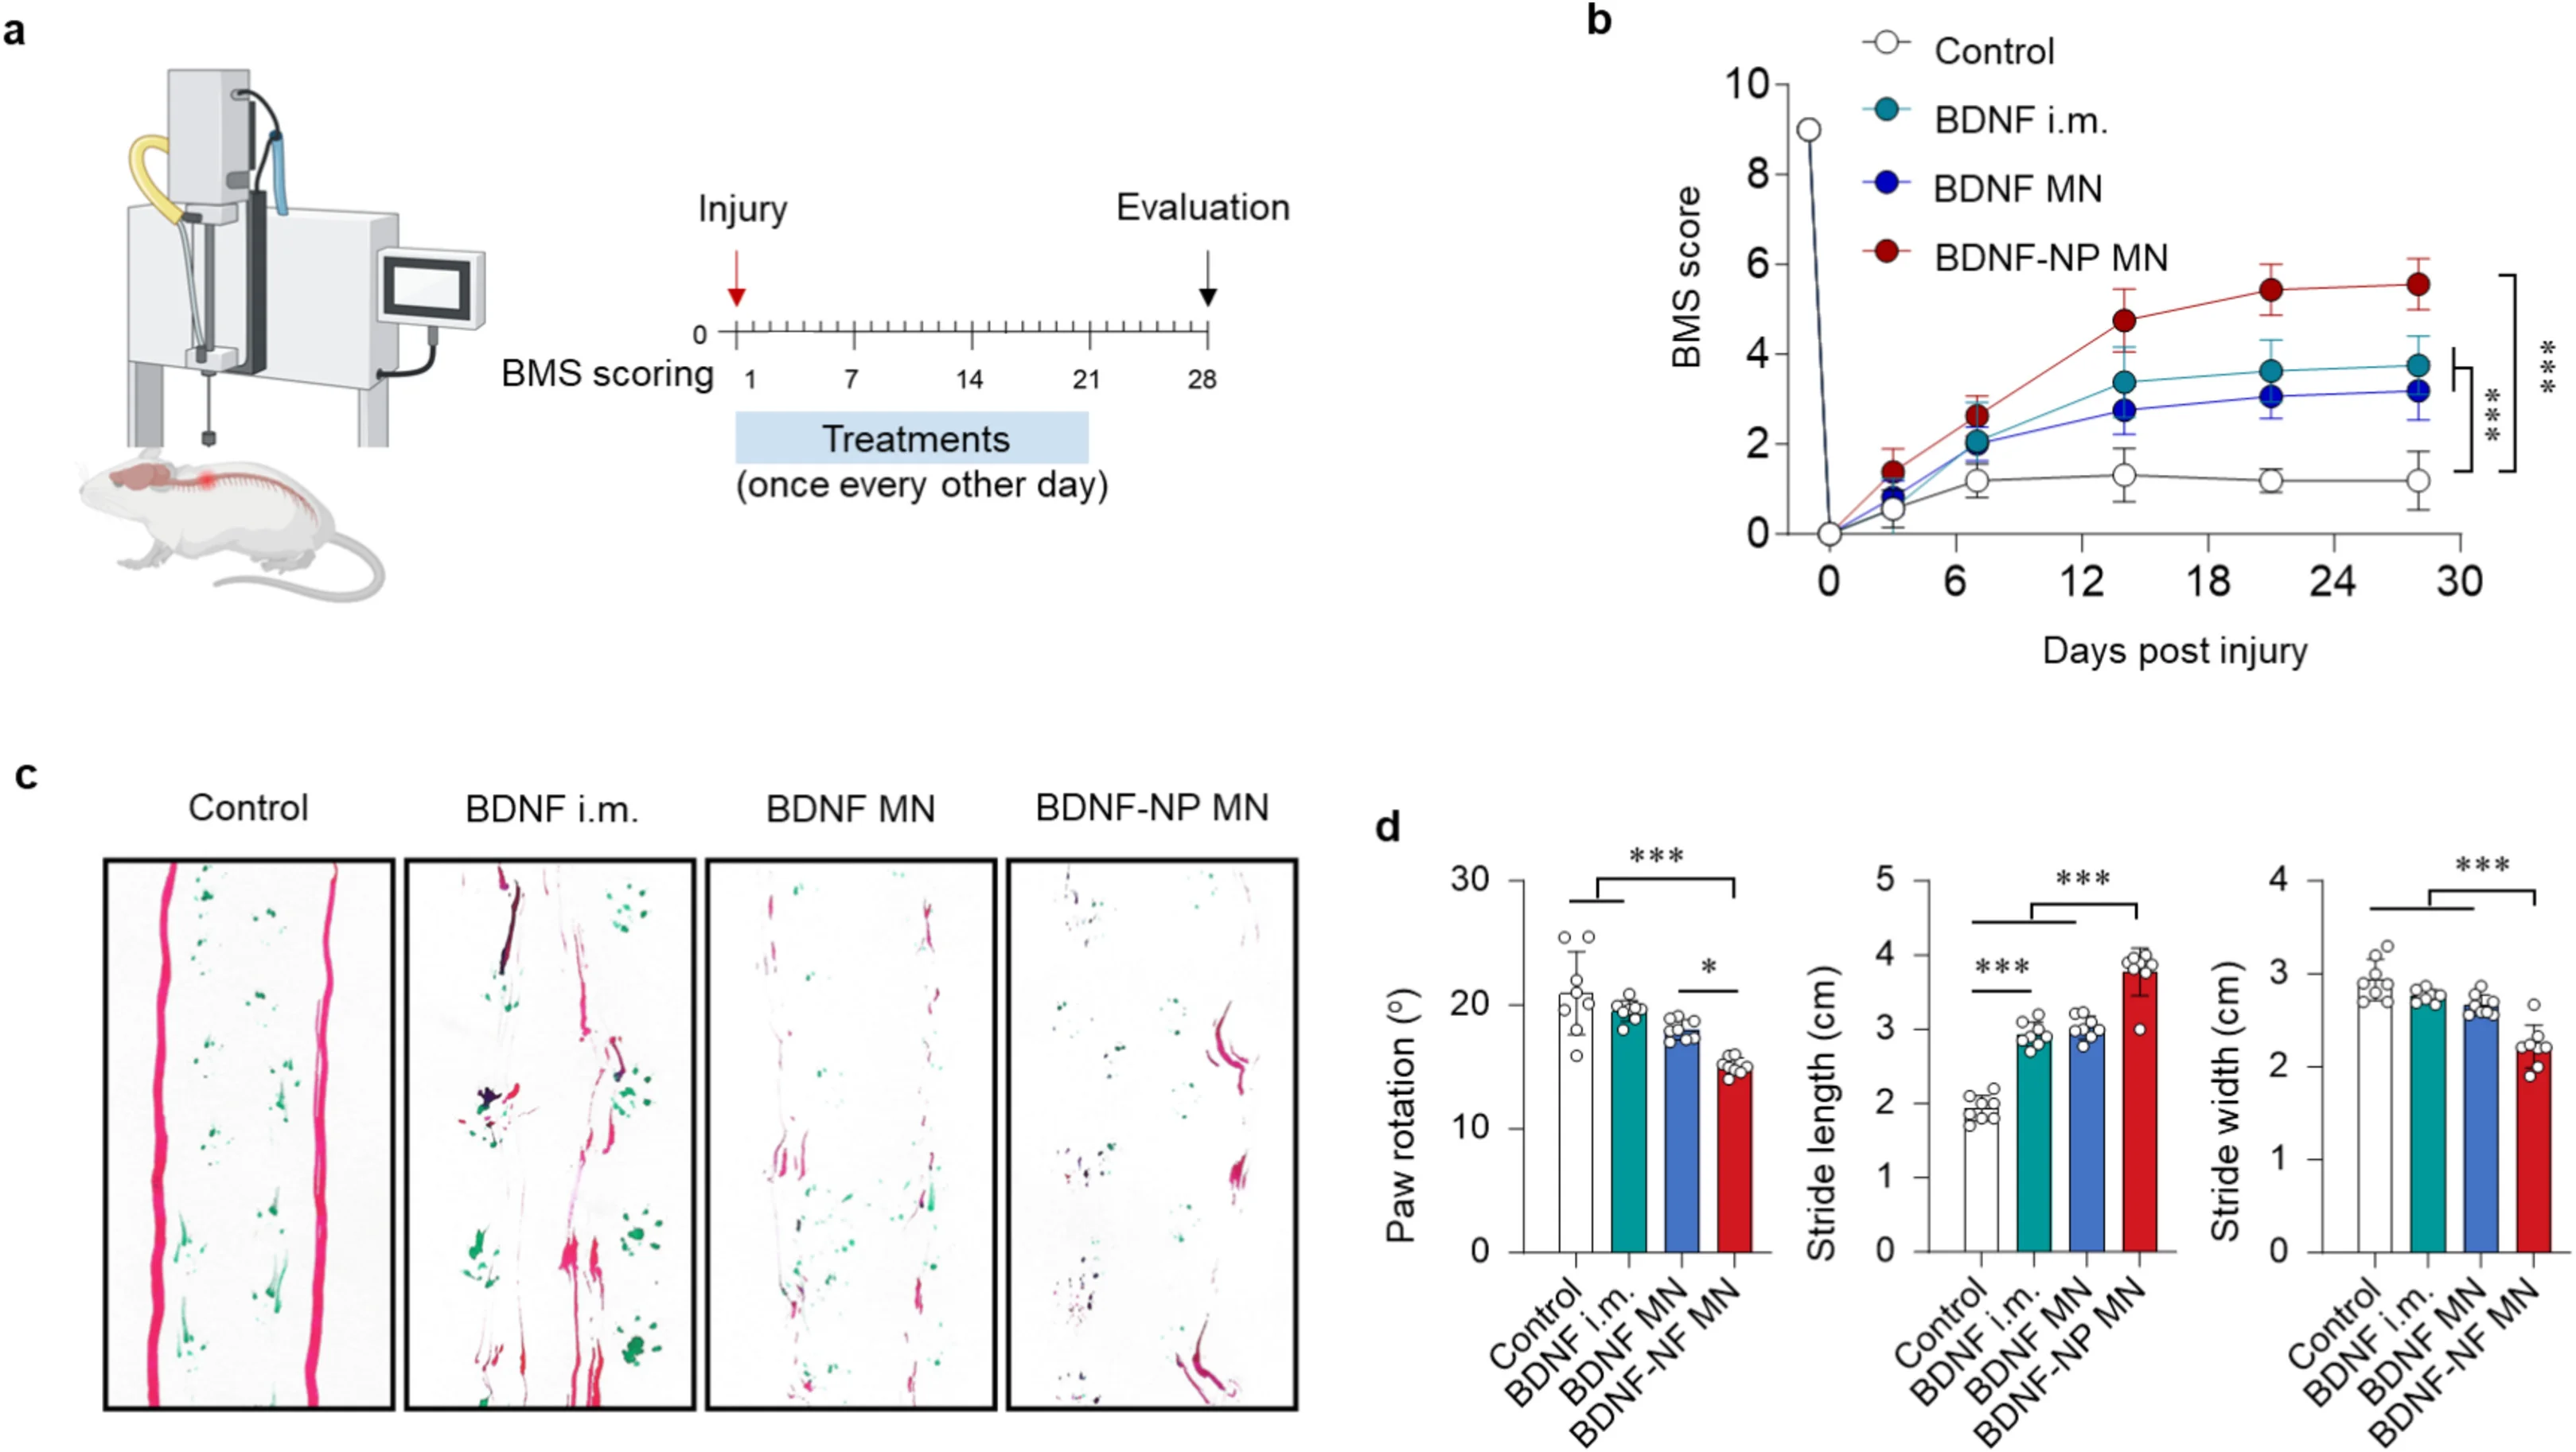 a
Injury
Evaluation
0
BMS scoring
1 7 14 21 28
Treatments
(once every other day)
b
Control
BDNF i.m.
BDNF MN
BDNF-NP MN
BMS score
10
8
6
4
2
0
0 6 12 18 24 30
Days post injury
***
***
c
Control
BDNF i.m.
BDNF MN
BDNF-NP MN
d
Paw rotation (º)
30
20
10
0
***
*
Control
BDNF i.m.
BDNF MN
BDNF-NF MN
Stride length (cm)
5
4
3
2
1
0
***
***
Control
BDNF i.m.
BDNF MN
BDNF-NP MN
Stride width (cm)
4
3
2
1
0
***
Control
BDNF i.m.
BDNF MN
BDNF-NF MN